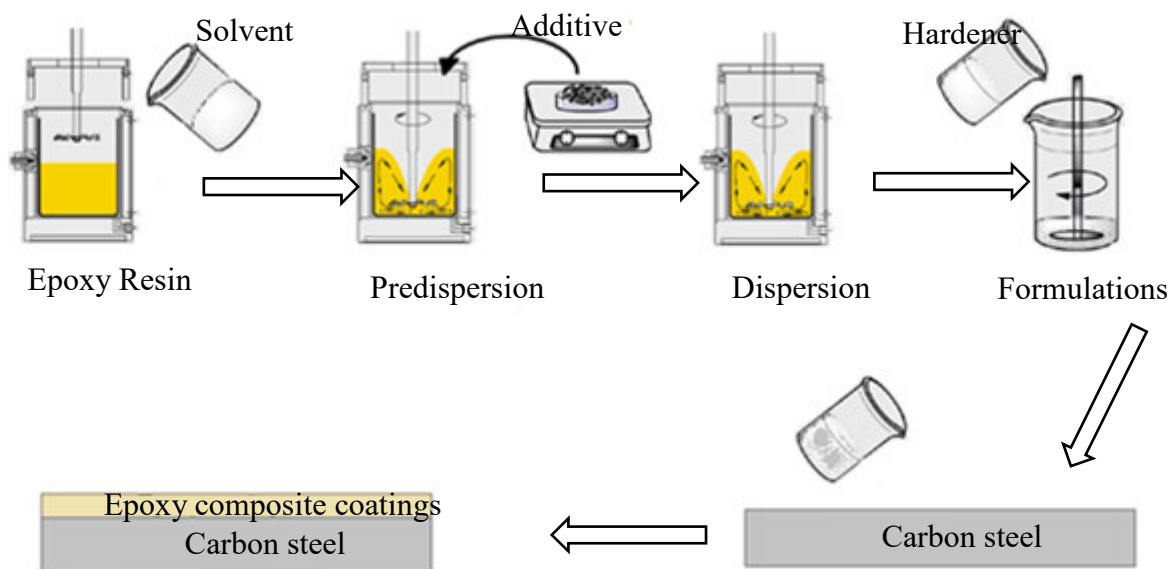 Solvent
Additive
Hardener
Epoxy Resin
Predispersion
Dispersion
Formulations
Epoxy composite coatings
Carbon steel
Carbon steel